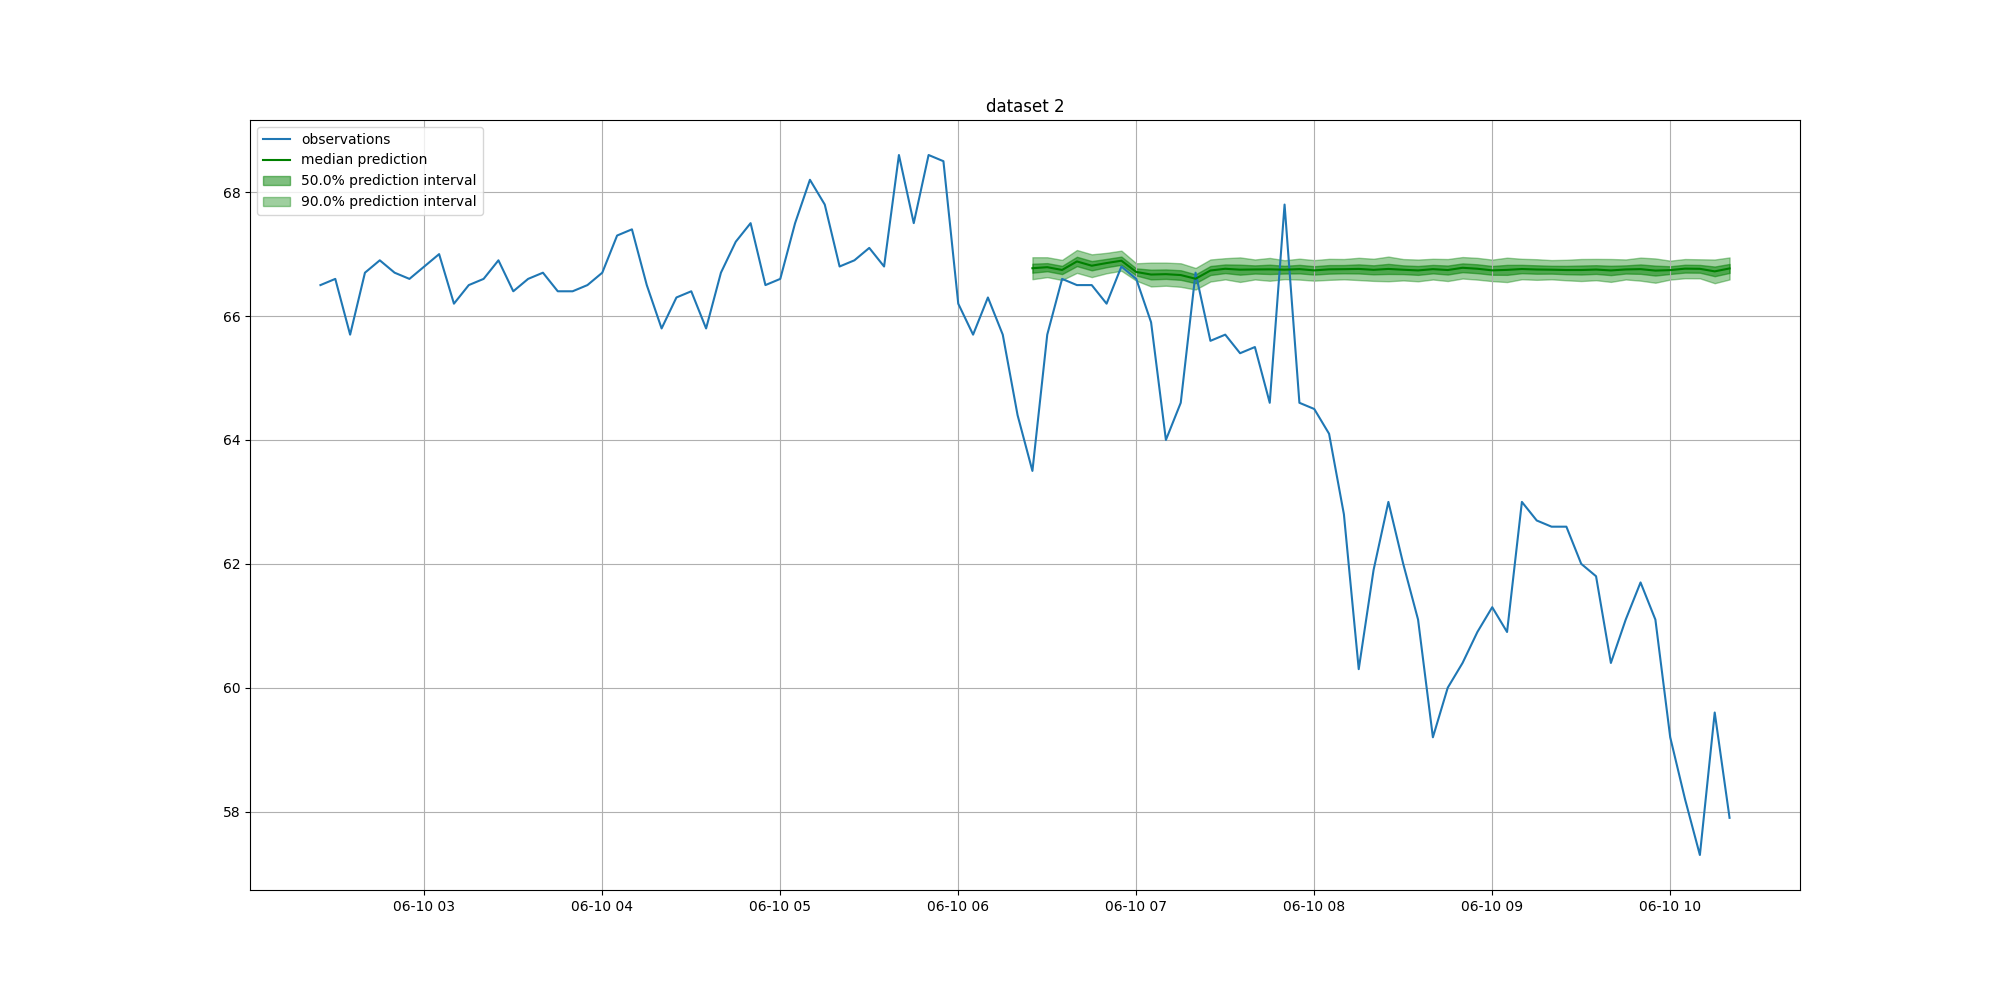 dataset 2
observations
median prediction
50.0% prediction interval
90.0% prediction interval
68
66
64
62
60
58
06-10 03
06-10 04
06-10 05
06-10 06
06-10 07
06-10 08
06-10 09
06-10 10